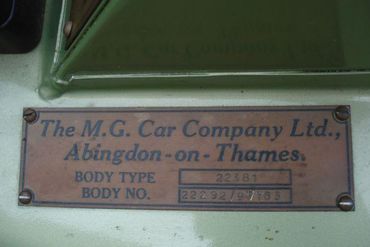 The M.G. Car Company Ltd.,
Abingdon-on-Thames.
BODY TYPE 22381
BODY NO.